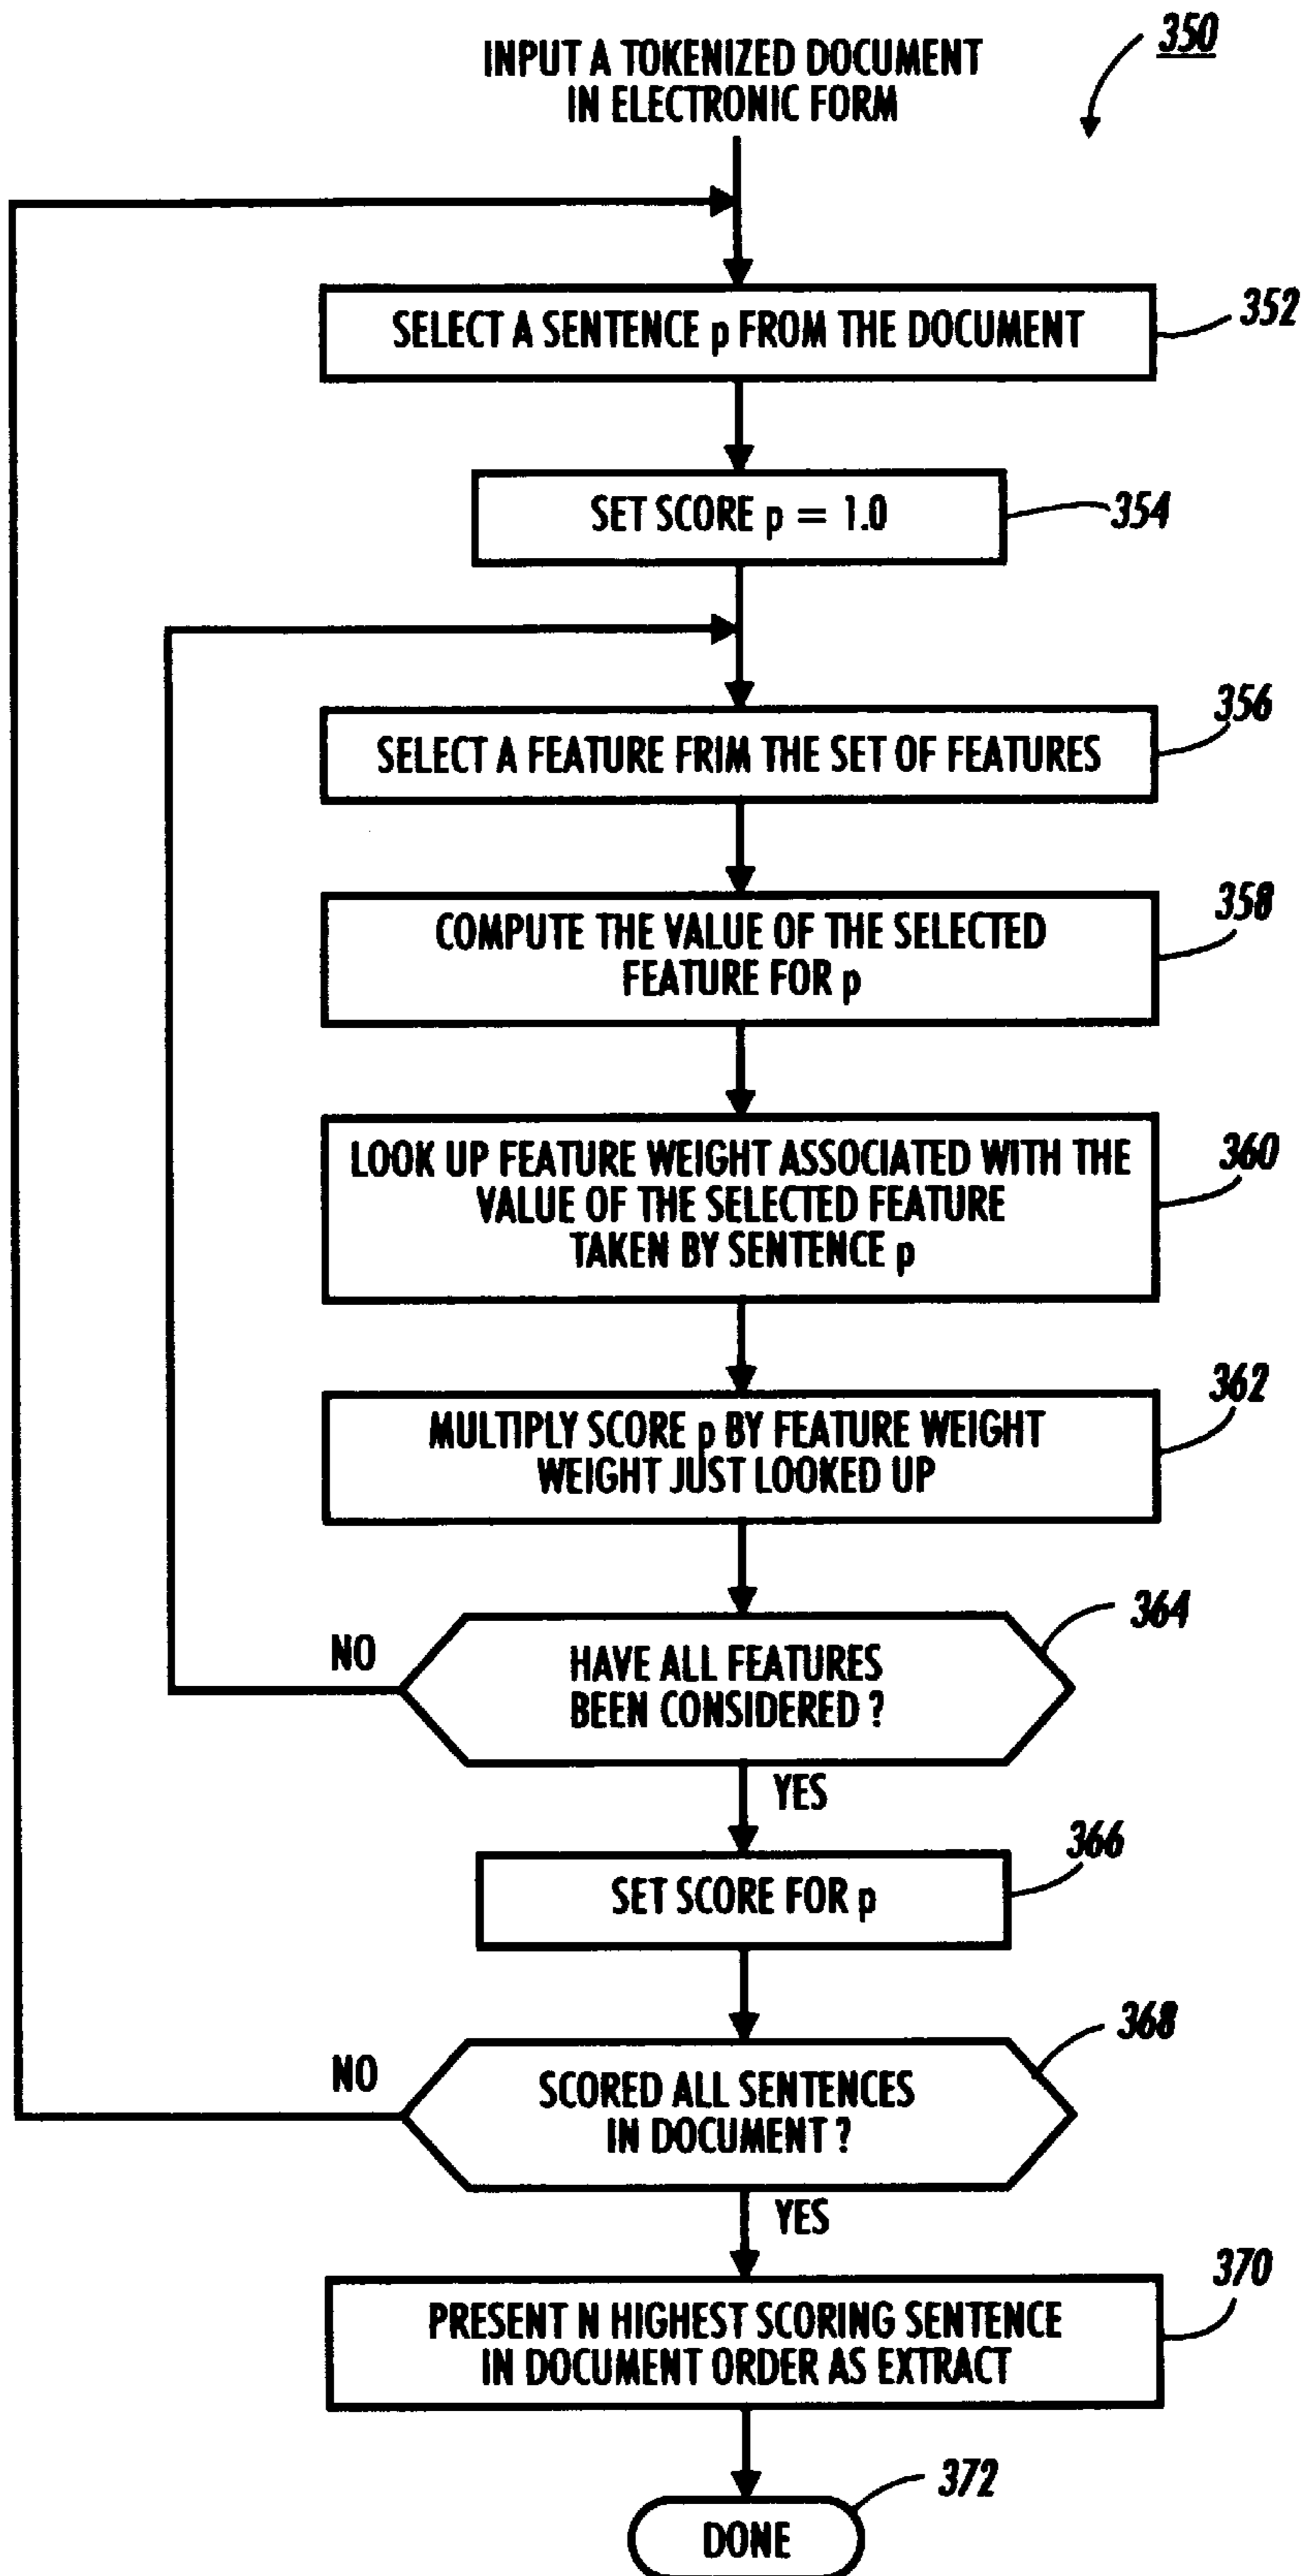 350
INPUT A TOKENIZED DOCUMENT
IN ELECTRONIC FORM
SELECT A SENTENCE p FROM THE DOCUMENT
352
SET SCORE p = 1.0
354
356
SELECT A FEATURE FRIM THE SET OF FEATURES
358
COMPUTE THE VALUE OF THE SELECTED
FEATURE FOR p
360
LOOK UP FEATURE WEIGHT ASSOCIATED WITH THE
VALUE OF THE SELECTED FEATURE
TAKEN BY SENTENCE p
362
MULTIPLY SCORE p BY FEATURE WEIGHT
WEIGHT JUST LOOKED UP
364
NO
HAVE ALL FEATURES
BEEN CONSIDERED ?
YES
366
SET SCORE FOR p
368
NO
SCORED ALL SENTENCES
IN DOCUMENT ?
YES
370
PRESENT N HIGHEST SCORING SENTENCE
IN DOCUMENT ORDER AS EXTRACT
372
DONE